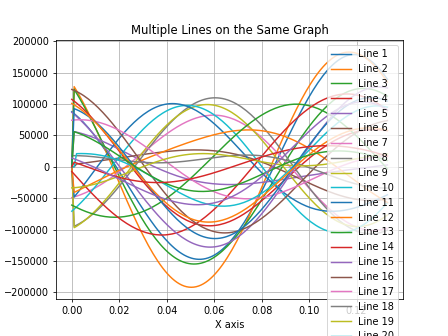 Multiple Lines on the Same Graph
200000
150000
100000
50000
0
−50000
−100000
−150000
−200000
0.00
0.02
0.04
0.06
0.08
0.10
X axis
Line 1
Line 2
Line 3
Line 4
Line 5
Line 6
Line 7
Line 8
Line 9
Line 10
Line 11
Line 12
Line 13
Line 14
Line 15
Line 16
Line 17
Line 18
Line 19
Line 20